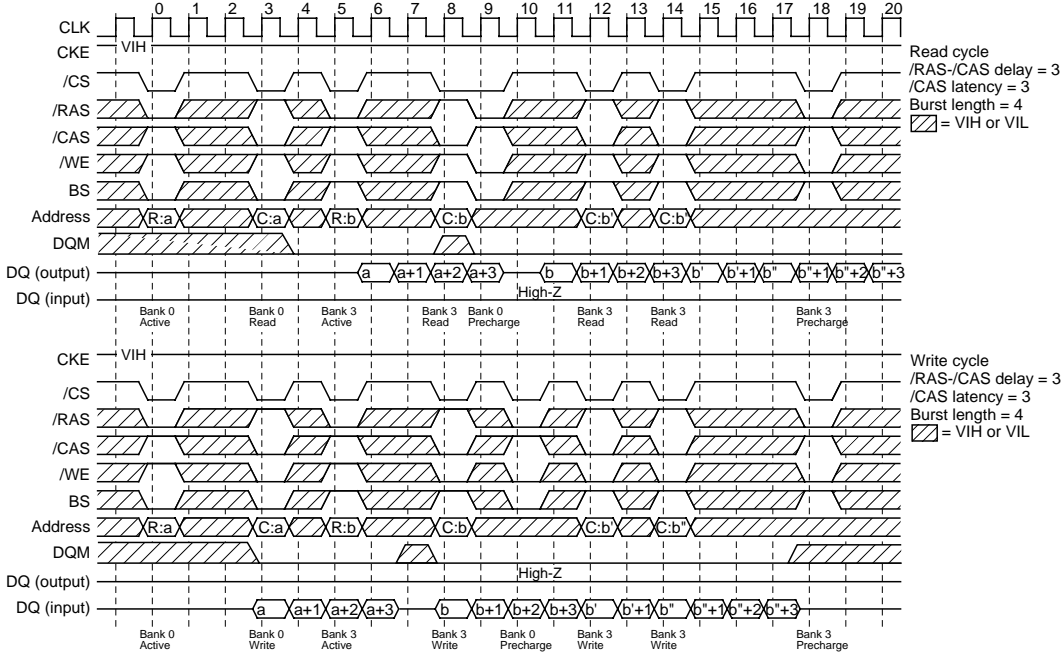 0 1 2 3 4 5 6 7 8 9 10 11 12 13 14 15 16 17 18 19 20
CLK
CKE VIH
/CS
/RAS
/CAS
/WE
BS
Address R:a C:a R:b C:b C:b' C:b"
DQM
DQ (output) a a+1 a+2 a+3 b b+1 b+2 b+3 b' b'+1 b" b"+1 b"+2 b"+3
High-Z
DQ (input)
Bank 0 Active
Bank 0 Read
Bank 3 Active
Bank 3 Read
Bank 0 Precharge
Bank 3 Read
Bank 3 Read
Bank 3 Precharge
Read cycle
/RAS-/CAS delay = 3
/CAS latency = 3
Burst length = 4
= VIH or VIL
CKE VIH
/CS
/RAS
/CAS
/WE
BS
Address R:a C:a R:b C:b C:b' C:b"
DQM
High-Z
DQ (output)
DQ (input) a a+1 a+2 a+3 b b+1 b+2 b+3 b' b'+1 b" b"+1 b"+2 b"+3
Bank 0 Active
Bank 0 Write
Bank 3 Active
Bank 3 Write
Bank 0 Precharge
Bank 3 Write
Bank 3 Write
Bank 3 Precharge
Write cycle
/RAS-/CAS delay = 3
/CAS latency = 3
Burst length = 4
= VIH or VIL